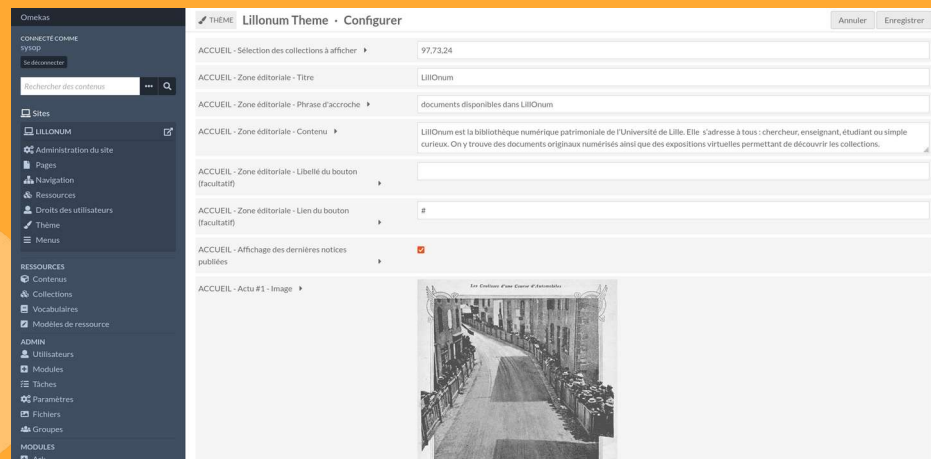 Omekas
CONNECTÉ COMME
sysop
Se déconnecter
Rechercher des contenus
Sites
LILLONUM
Administration du site
Pages
Navigation
Ressources
Droits des utilisateurs
Thème
Menus
RESSOURCES
Contenus
Collections
Vocabulaires
Modèles de ressource
ADMIN
Utilisateurs
Modules
Tâches
Paramètres
Fichiers
Groupes
MODULES
THÈME Lillonum Theme · Configurer
Annuler Enregistrer
ACCUEIL - Sélection des collections à afficher
97,73,24
ACCUEIL - Zone éditoriale - Titre
LillOnum
ACCUEIL - Zone éditoriale - Phrase d'accroche
documents disponibles dans LillOnum
ACCUEIL - Zone éditoriale - Contenu
LillOnum est la bibliothèque numérique patrimoniale de l'Université de Lille. Elle s'adresse à tous : chercheur, enseignant, étudiant ou simple
curieux. On y trouve des documents originaux numérisés ainsi que des expositions virtuelles permettant de découvrir les collections.
ACCUEIL - Zone éditoriale - Libellé du bouton
(facultatif)
ACCUEIL - Zone éditoriale - Lien du bouton
(facultatif)
#
ACCUEIL - Affichage des dernières notices
publiées
ACCUEIL - Actu #1 - Image
Les Coulisses d'une Course d'Automobiles